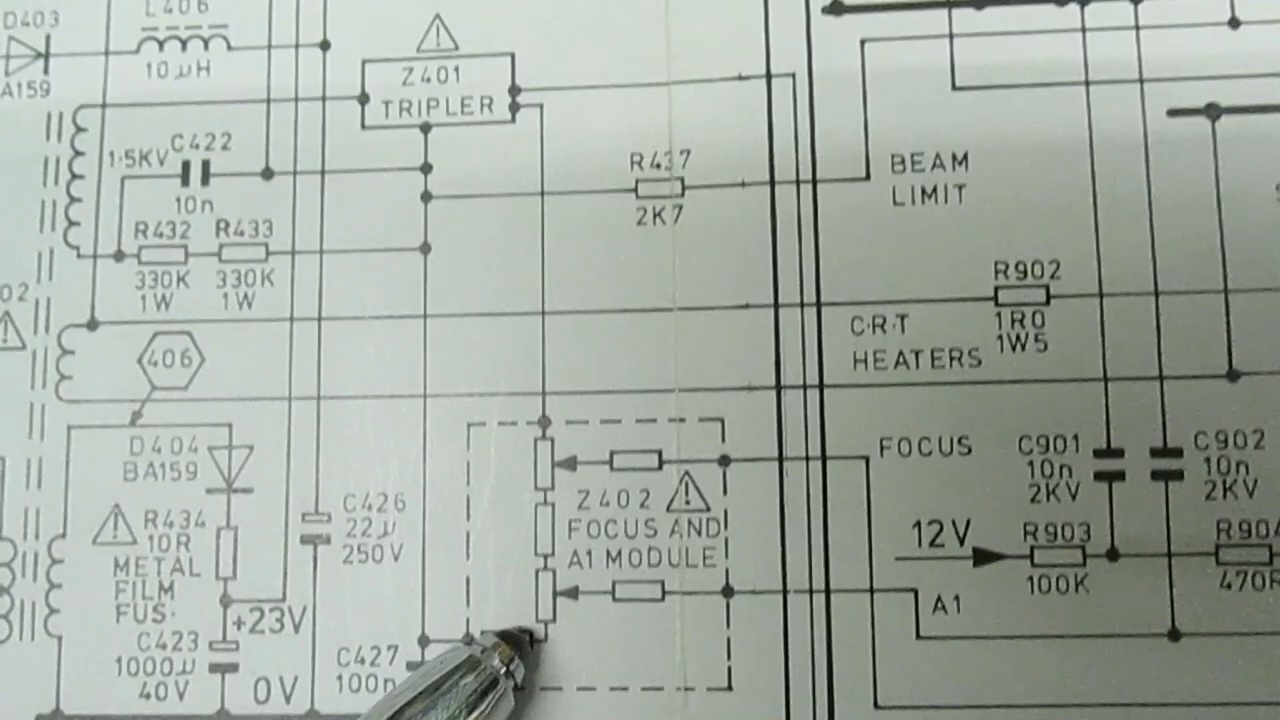 D403
L406
10µH
A159
Z401
TRIPLER
C422
1·5KV
10n
R432
330K
1W
R433
330K
1W
R437
2K7
BEAM
LIMIT
R902
1R0
1W5
C·R·T
HEATERS
02
406
D404
BA159
R434
10R
METAL
FILM
FUS·
+23V
C423
1000µ
40V
0V
C426
22µ
250V
C427
100n
Z402
FOCUS AND
A1 MODULE
FOCUS
C901
10n
2KV
C902
10n
2KV
12V
R903
100K
R904
470R
A1